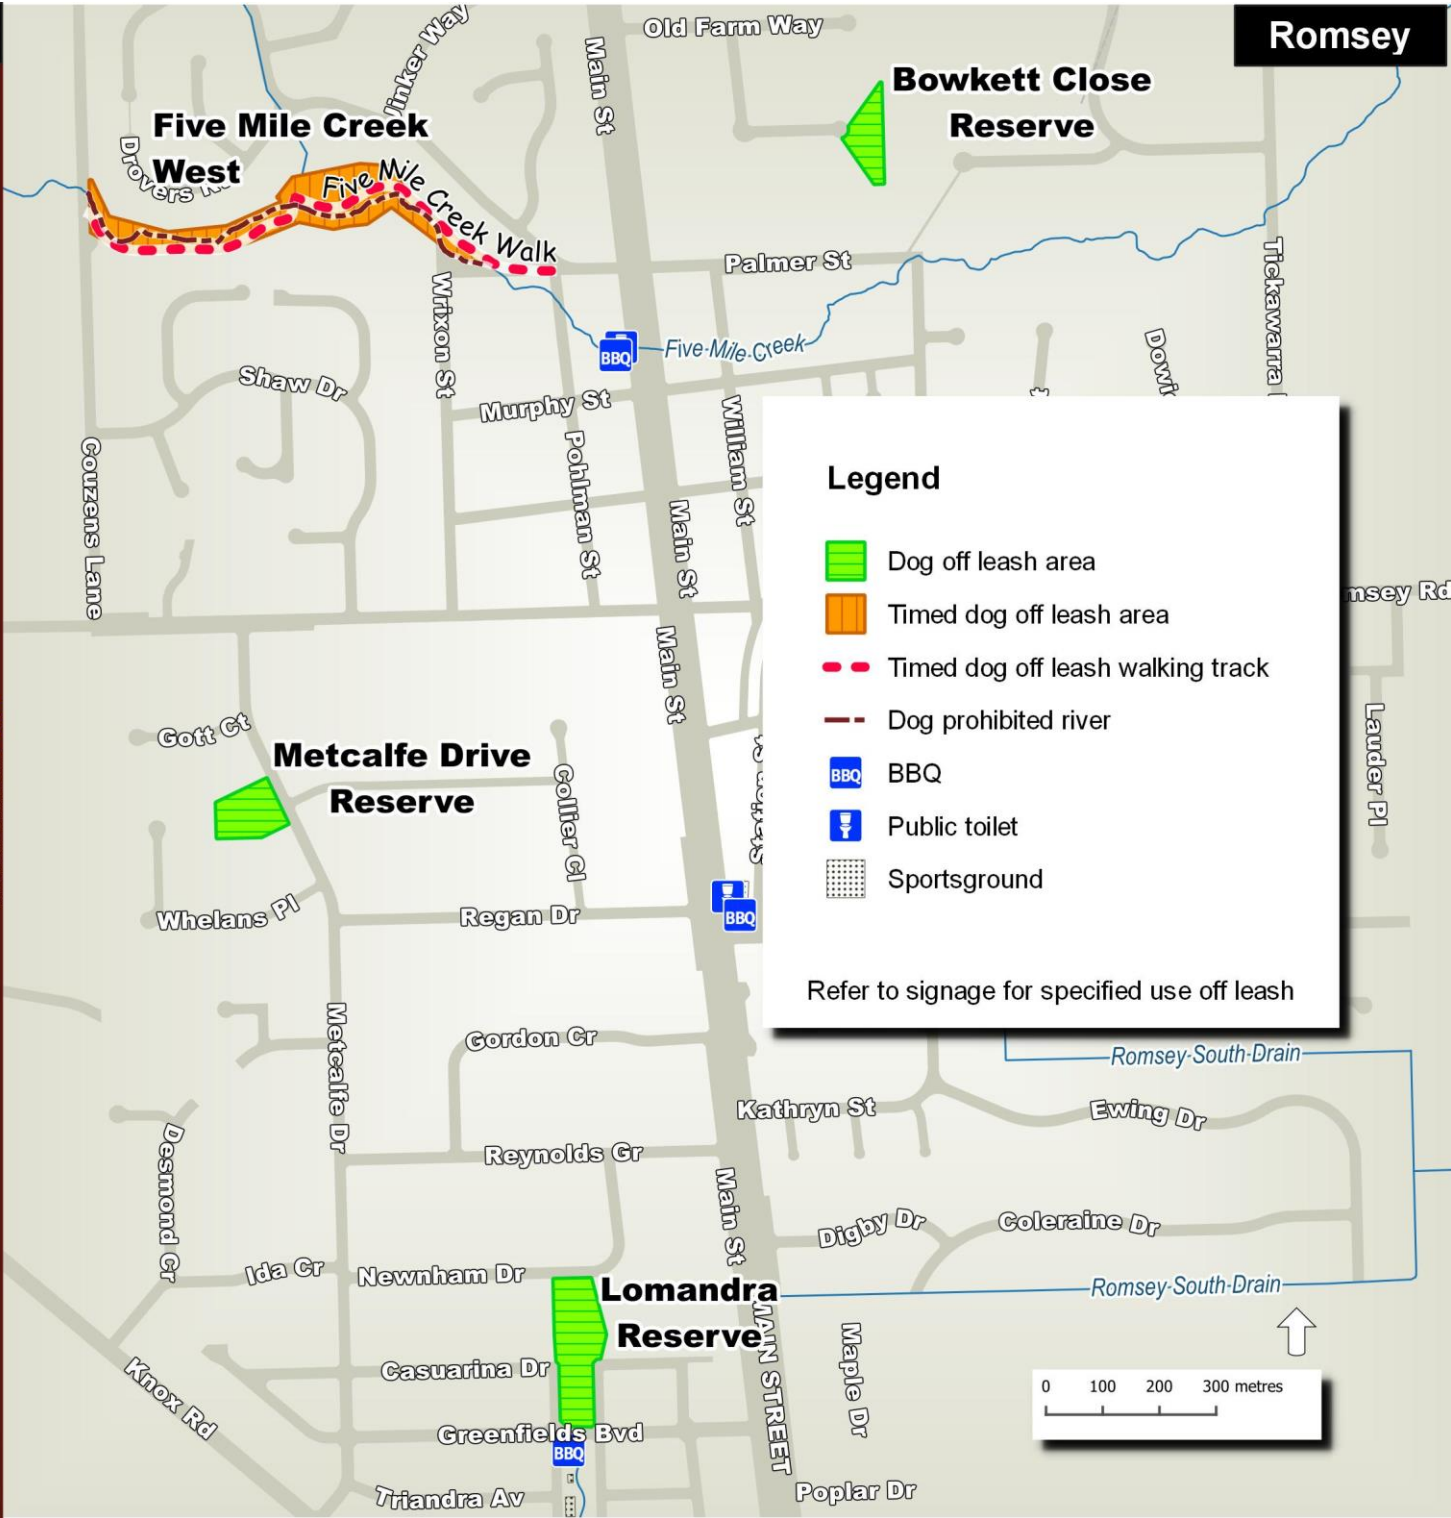 Romsey
Old Farm Way
Jinker Way
Main St
Bowkett Close
Reserve
Five Mile Creek
West
Drovers
Five Mile Creek Walk
Palmer St
Tickawarra
Wrixon St
BBQ
Five-Mile-Creek
Shaw Dr
Murphy St
William St
Pohlman St
Couzens Lane
Main St
Main St
Legend
Dog off leash area
Timed dog off leash area
Timed dog off leash walking track
Dog prohibited river
BBQ BBQ
Public toilet
Sportsground
Refer to signage for specified use off leash
msey Rd
Lauder Pl
Gott Ct
Metcalfe Drive
Reserve
Collier Cl
Whelans Pl
Regan Dr
BBQ
Metcalfe Dr
Gordon Cr
Romsey-South-Drain
Kathryn St
Ewing Dr
Desmond Cr
Reynolds Gr
Main St
Digby Dr
Coleraine Dr
Ida Cr
Newnham Dr
Lomandra
Reserve
Romsey-South-Drain
MAIN STREET
Maple Dr
Casuarina Dr
Knox Rd
Greenfields Bvd
BBQ
Triandra Av
Poplar Dr
0 100 200 300 metres